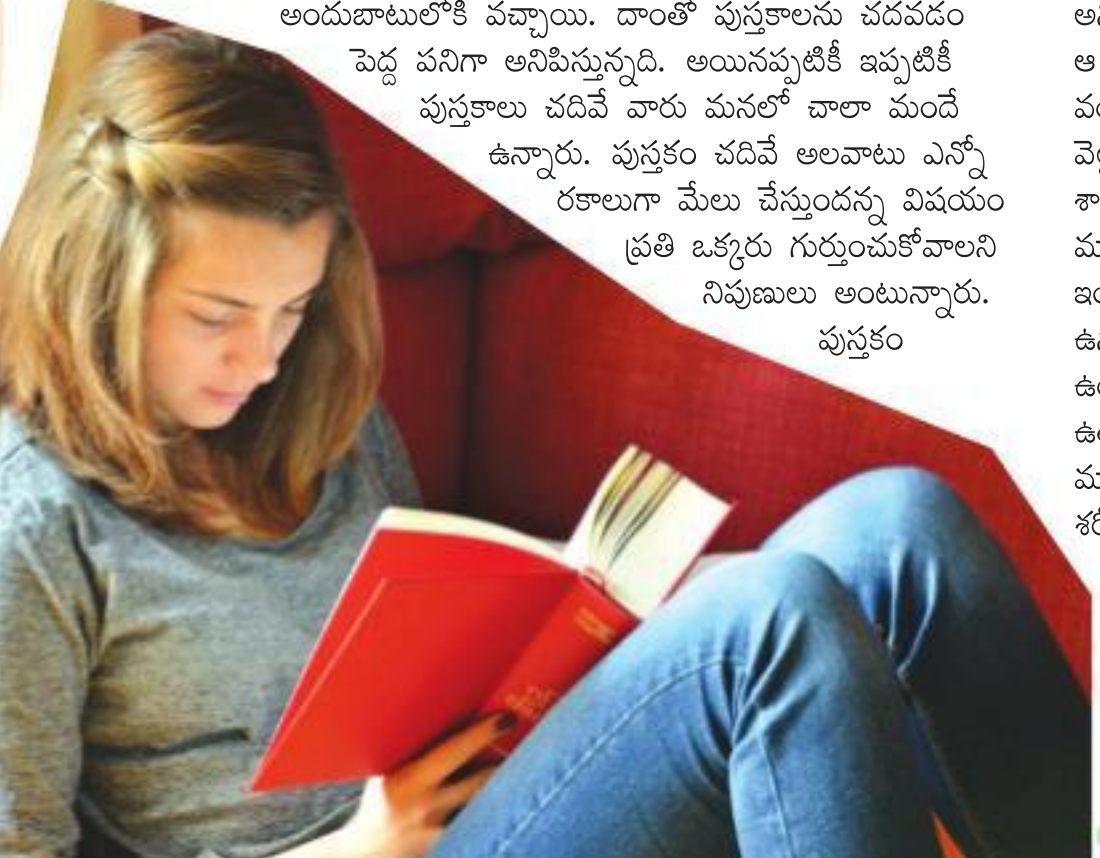 అందుబాటులోకి వచ్చాయి. దాంతో పుస్తకాలను చదవడం
పెద్ద పనిగా అనిపిస్తున్నది. అయినప్పటికీ ఇప్పటికీ
పుస్తకాలు చదివే వారు మనలో చాలా మందే
ఉన్నారు. పుస్తకం చదివే అలవాటు ఎన్నో
రకాలుగా మేలు చేస్తుందన్న విషయం
ప్రతి ఒక్కరు గుర్తుంచుకోవాలని
నిపుణులు అంటున్నారు.
పుస్తకం
ఆ